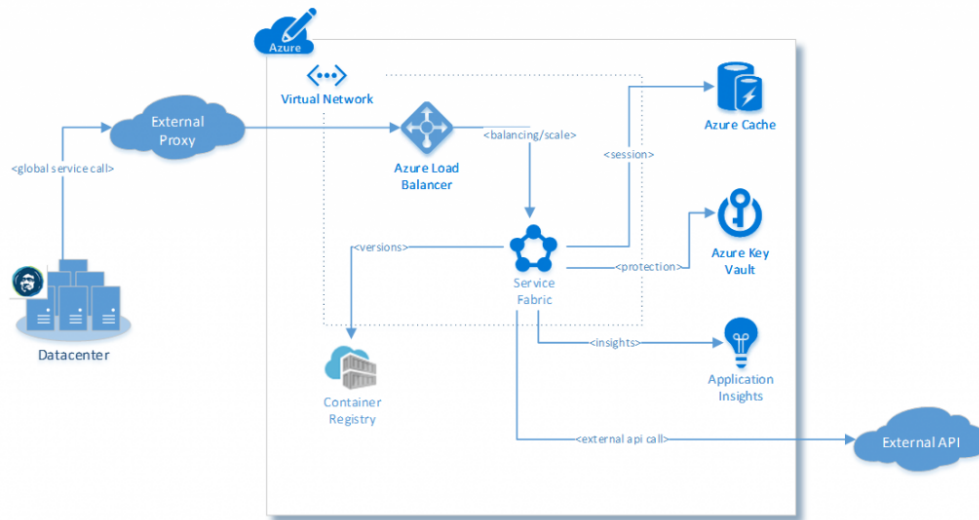 Azure
Virtual Network
External
Proxy
<global service call>
Azure Load
Balancer
<balancing/scale>
<session>
Azure Cache
<versions>
Service
Fabric
<protection>
Azure Key
Vault
Datacenter
Container
Registry
<insights>
Application
Insights
<external api call>
External API